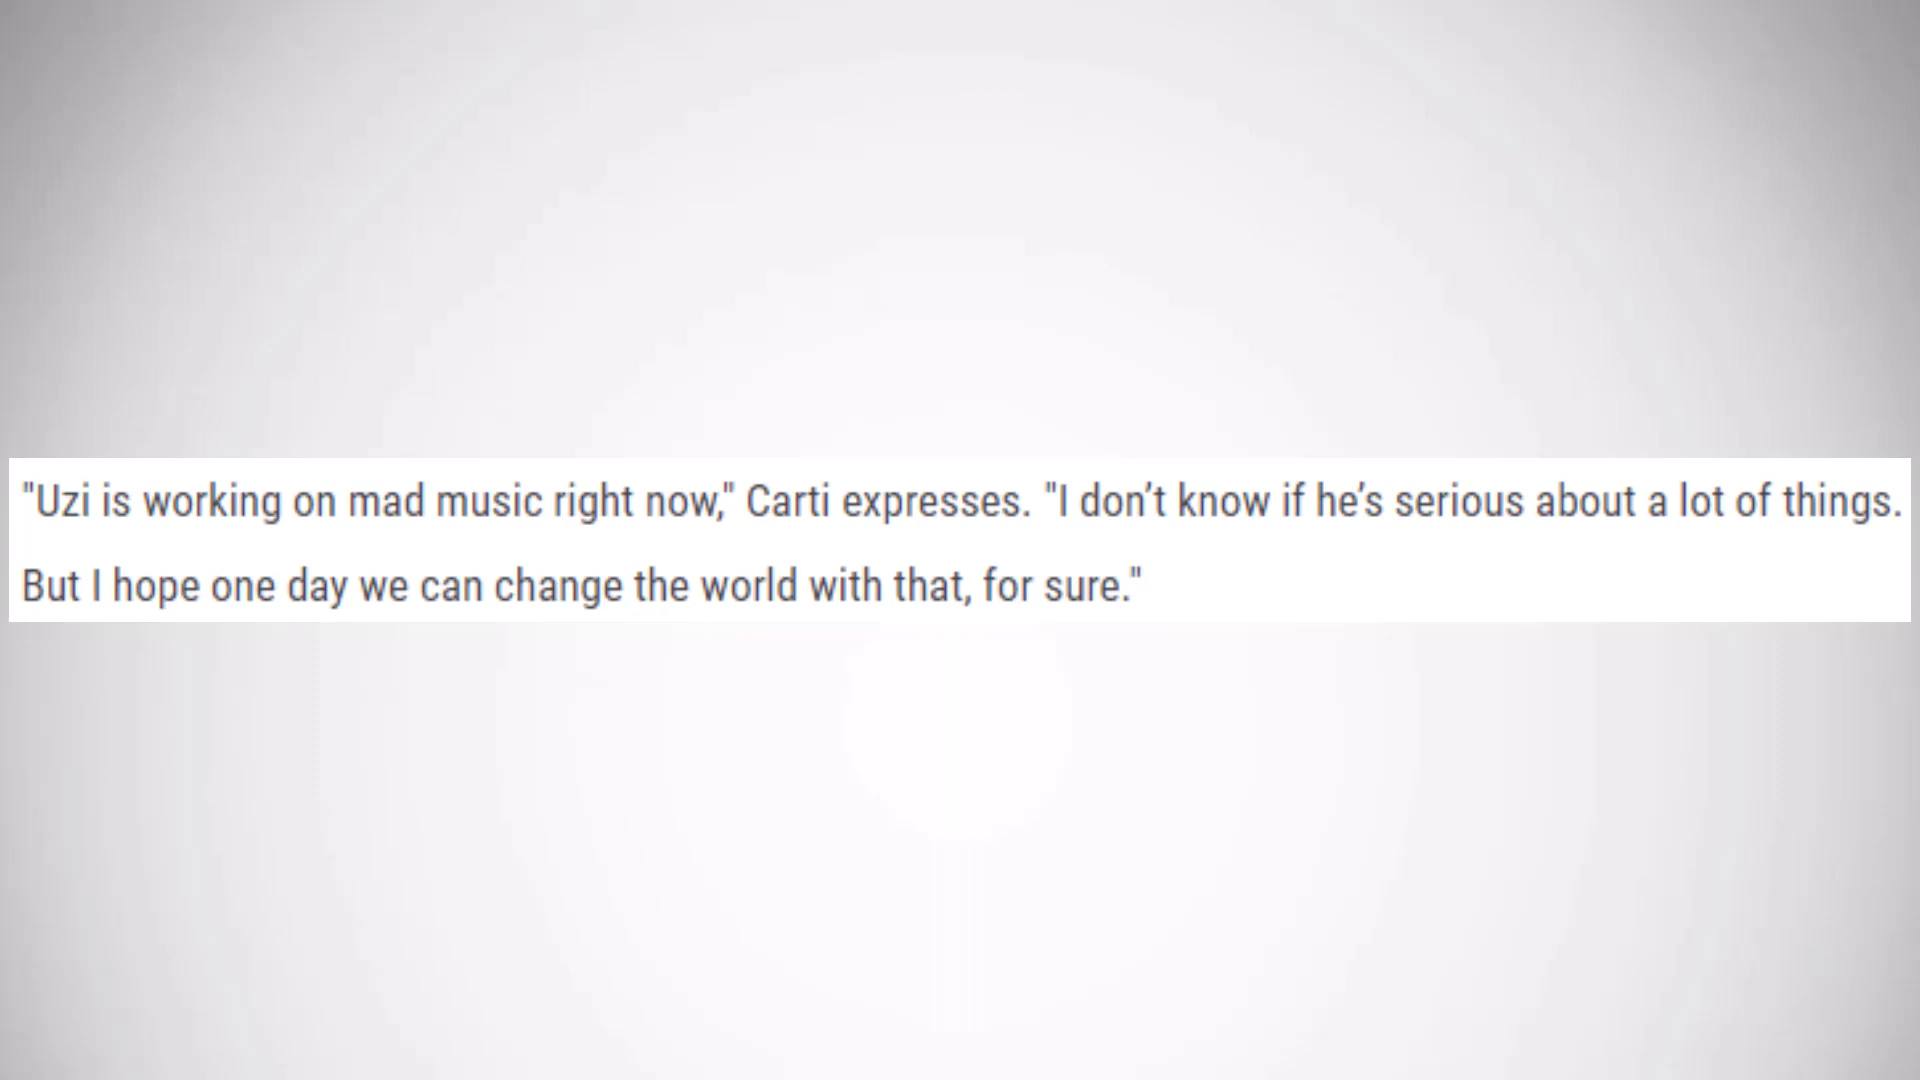 "Uzi is working on mad music right now," Carti expresses. "I don’t know if he’s serious about a lot of things.
But I hope one day we can change the world with that, for sure."